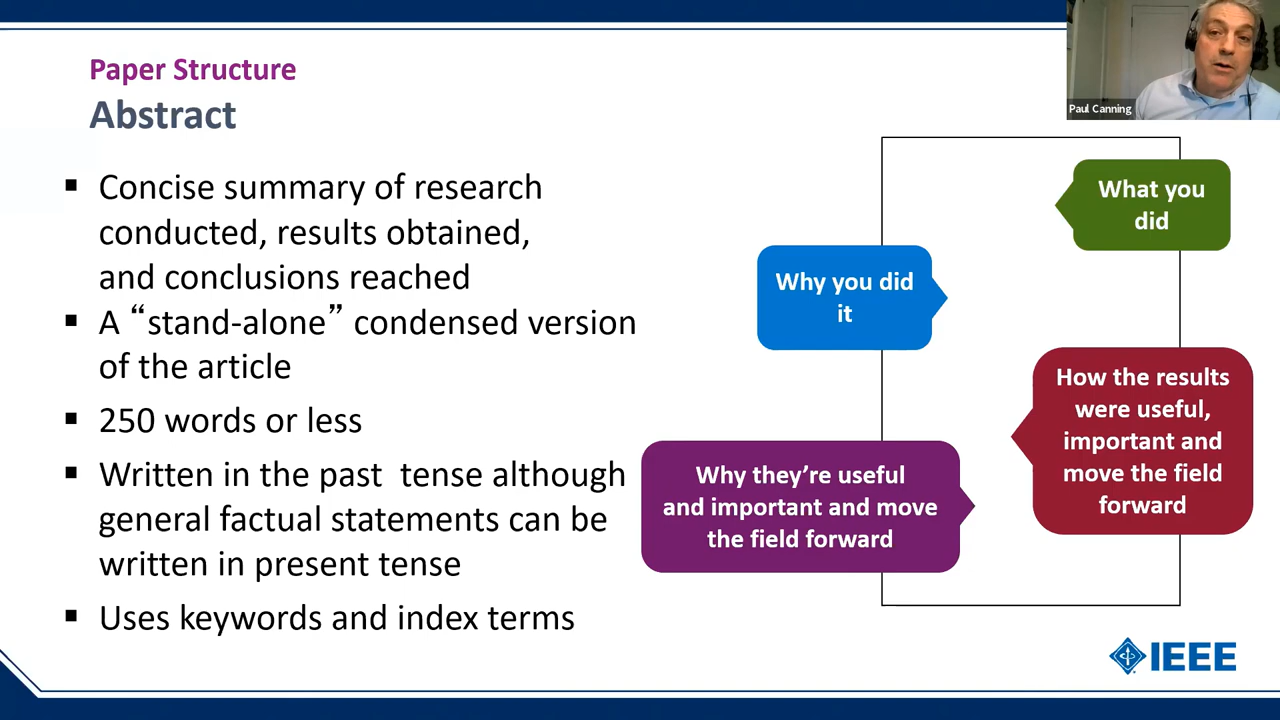 Paper Structure
Abstract
Paul Canning
▪ Concise summary of research
conducted, results obtained,
and conclusions reached
▪ A “stand-alone” condensed version
of the article
▪ 250 words or less
▪ Written in the past  tense although
general factual statements can be
written in present tense
▪ Uses keywords and index terms
What you
did
Why you did
it
How the results
were useful,
important and
move the field
forward
Why they’re useful
and important and move
the field forward
IEEE